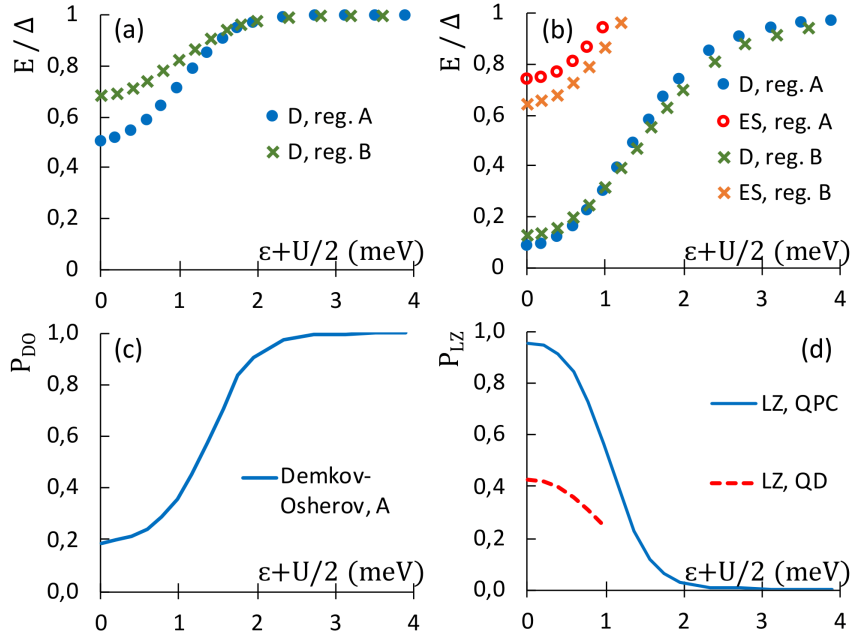 (a)
E / Δ
1
0,8
0,6
0,4
0,2
0
D, reg. A
D, reg. B
ε+U/2 (meV)
0 1 2 3 4
(b)
E / Δ
1
0,8
0,6
0,4
0,2
0
D, reg. A
ES, reg. A
D, reg. B
ES, reg. B
ε+U/2 (meV)
0 1 2 3 4
(c)
P_DO
1,0
0,8
0,6
0,4
0,2
0,0
Demkov-
Osherov, A
ε+U/2 (meV)
0 1 2 3 4
(d)
P_LZ
1,0
0,8
0,6
0,4
0,2
0,0
LZ, QPC
LZ, QD
ε+U/2 (meV)
0 1 2 3 4